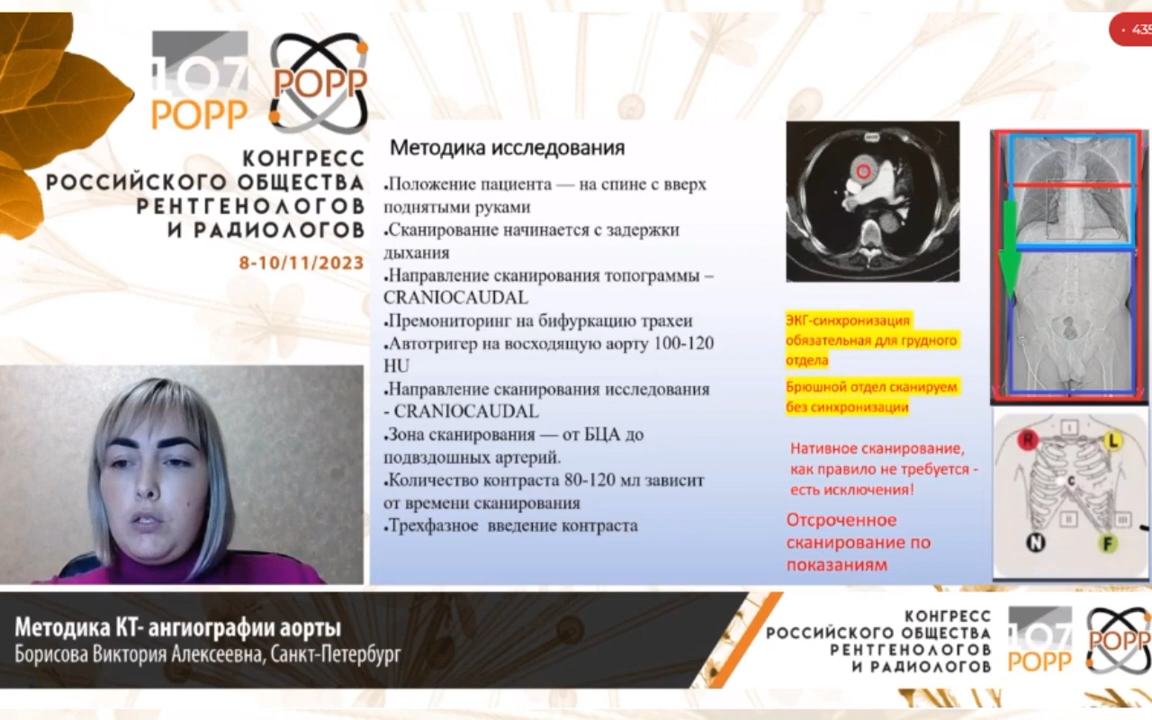 · 435
107
РОРР
РОРР
КОНГРЕСС
РОССИЙСКОГО ОБЩЕСТВА
РЕНТГЕНОЛОГОВ
И РАДИОЛОГОВ
8-10/11/2023
Методика исследования
•Положение пациента — на спине с вверх
поднятыми руками
•Сканирование начинается с задержки
дыхания
•Направление сканирования топограммы –
CRANIOCAUDAL
•Премониторинг на бифуркацию трахеи
•Автотригер на восходящую аорту 100-120
HU
•Направление сканирования исследования
- CRANIOCAUDAL
•Зона сканирования — от БЦА до
подвздошных артерий.
•Количество контраста 80-120 мл зависит
от времени сканирования
•Трехфазное введение контраста
ЭКГ-синхронизация
обязательная для грудного
отдела
Брюшной отдел сканируем
без синхронизации
Нативное сканирование,
как правило не требуется -
есть исключения!
Отсроченное
сканирование по
показаниям
I
R
L
C
II
III
N
F
Методика КТ- ангиографии аорты
Борисова Виктория Алексеевна, Санкт-Петербург
КОНГРЕСС
РОССИЙСКОГО ОБЩЕСТВА
РЕНТГЕНОЛОГОВ
И РАДИОЛОГОВ
107
РОРР
РОРР